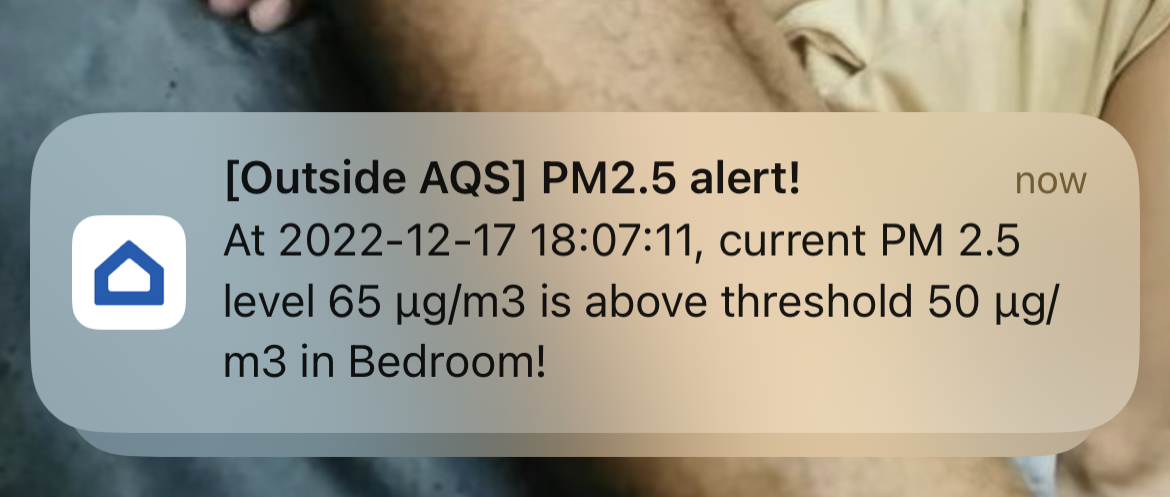 [Outside AQS] PM2.5 alert!
now
At 2022-12-17 18:07:11, current PM 2.5
level 65 µg/m3 is above threshold 50 µg/
m3 in Bedroom!